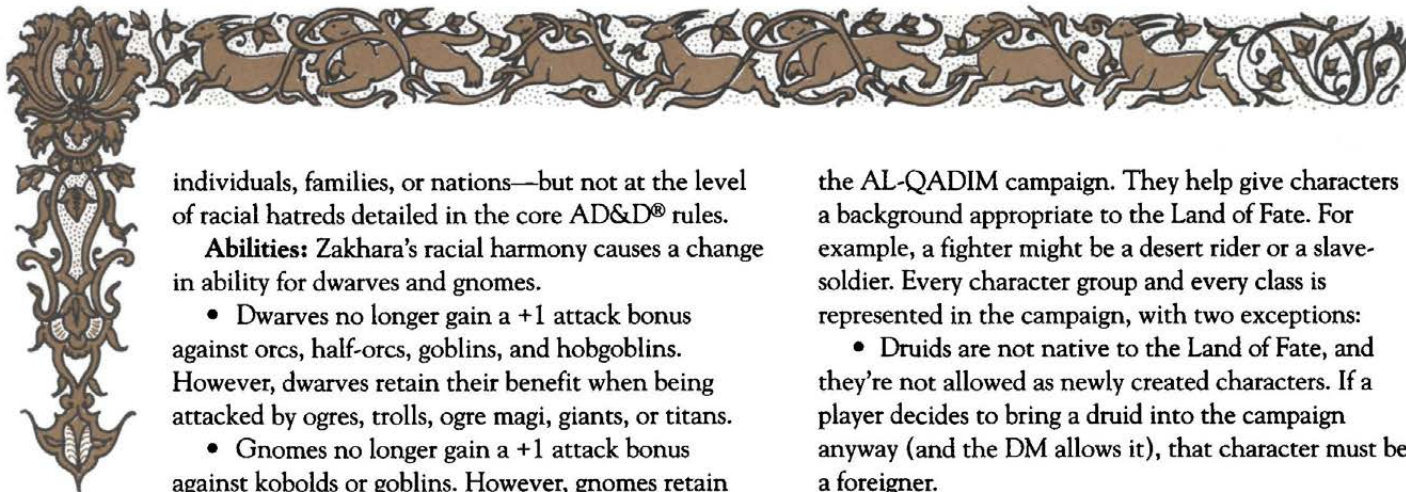 individuals, families, or nations—but not at the level
of racial hatreds detailed in the core AD&D® rules.
Abilities: Zakhara's racial harmony causes a change
in ability for dwarves and gnomes.
• Dwarves no longer gain a +1 attack bonus
against orcs, half-orcs, goblins, and hobgoblins.
However, dwarves retain their benefit when being
attacked by ogres, trolls, ogre magi, giants, or titans.
• Gnomes no longer gain a +1 attack bonus
against kobolds or goblins. However, gnomes retain
the AL-QADIM campaign. They help give characters
a background appropriate to the Land of Fate. For
example, a fighter might be a desert rider or a slave-
soldier. Every character group and every class is
represented in the campaign, with two exceptions:
• Druids are not native to the Land of Fate, and
they're not allowed as newly created characters. If a
player decides to bring a druid into the campaign
anyway (and the DM allows it), that character must be
a foreigner.